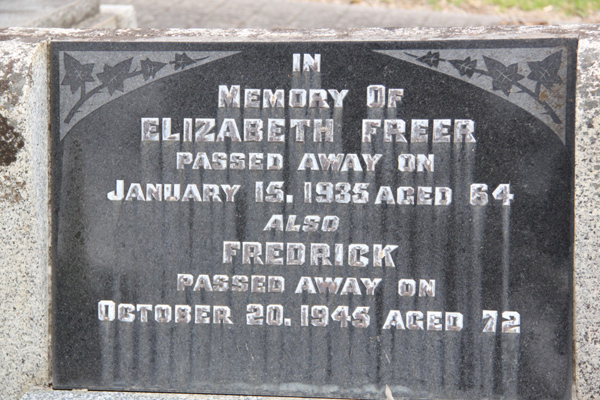 IN
MEMORY OF
ELIZABETH FREER
PASSED AWAY ON
JANUARY 15. 1935 AGED 64
ALSO
FREDRICK
PASSED AWAY ON
OCTOBER 20. 1945 AGED 72